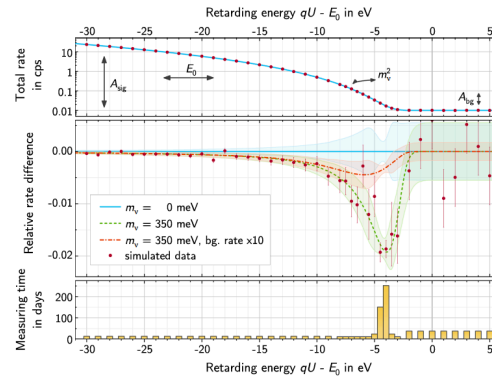 Retarding energy qU - E₀ in eV
-30 -25 -20 -15 -10 -5 0 5
Total rate
in cps
10
1
0.1
0.01
A_sig
E₀
m_ν²
A_bg
Relative rate difference
0.00
-0.01
-0.02
m_ν = 0 meV
m_ν = 350 meV
m_ν = 350 meV, bg. rate x10
simulated data
Measuring time
in days
200
100
0
-30 -25 -20 -15 -10 -5 0 5
Retarding energy qU - E₀ in eV